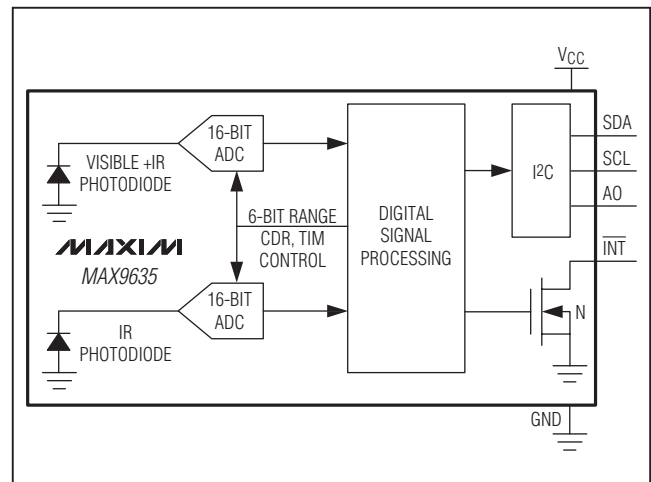 VCC
16-BIT
ADC
VISIBLE +IR
PHOTODIODE
6-BIT RANGE
CDR, TIM
CONTROL
MAXIM
MAX9635
16-BIT
ADC
IR
PHOTODIODE
DIGITAL
SIGNAL
PROCESSING
I2C
SDA
SCL
AO
INT
N
GND